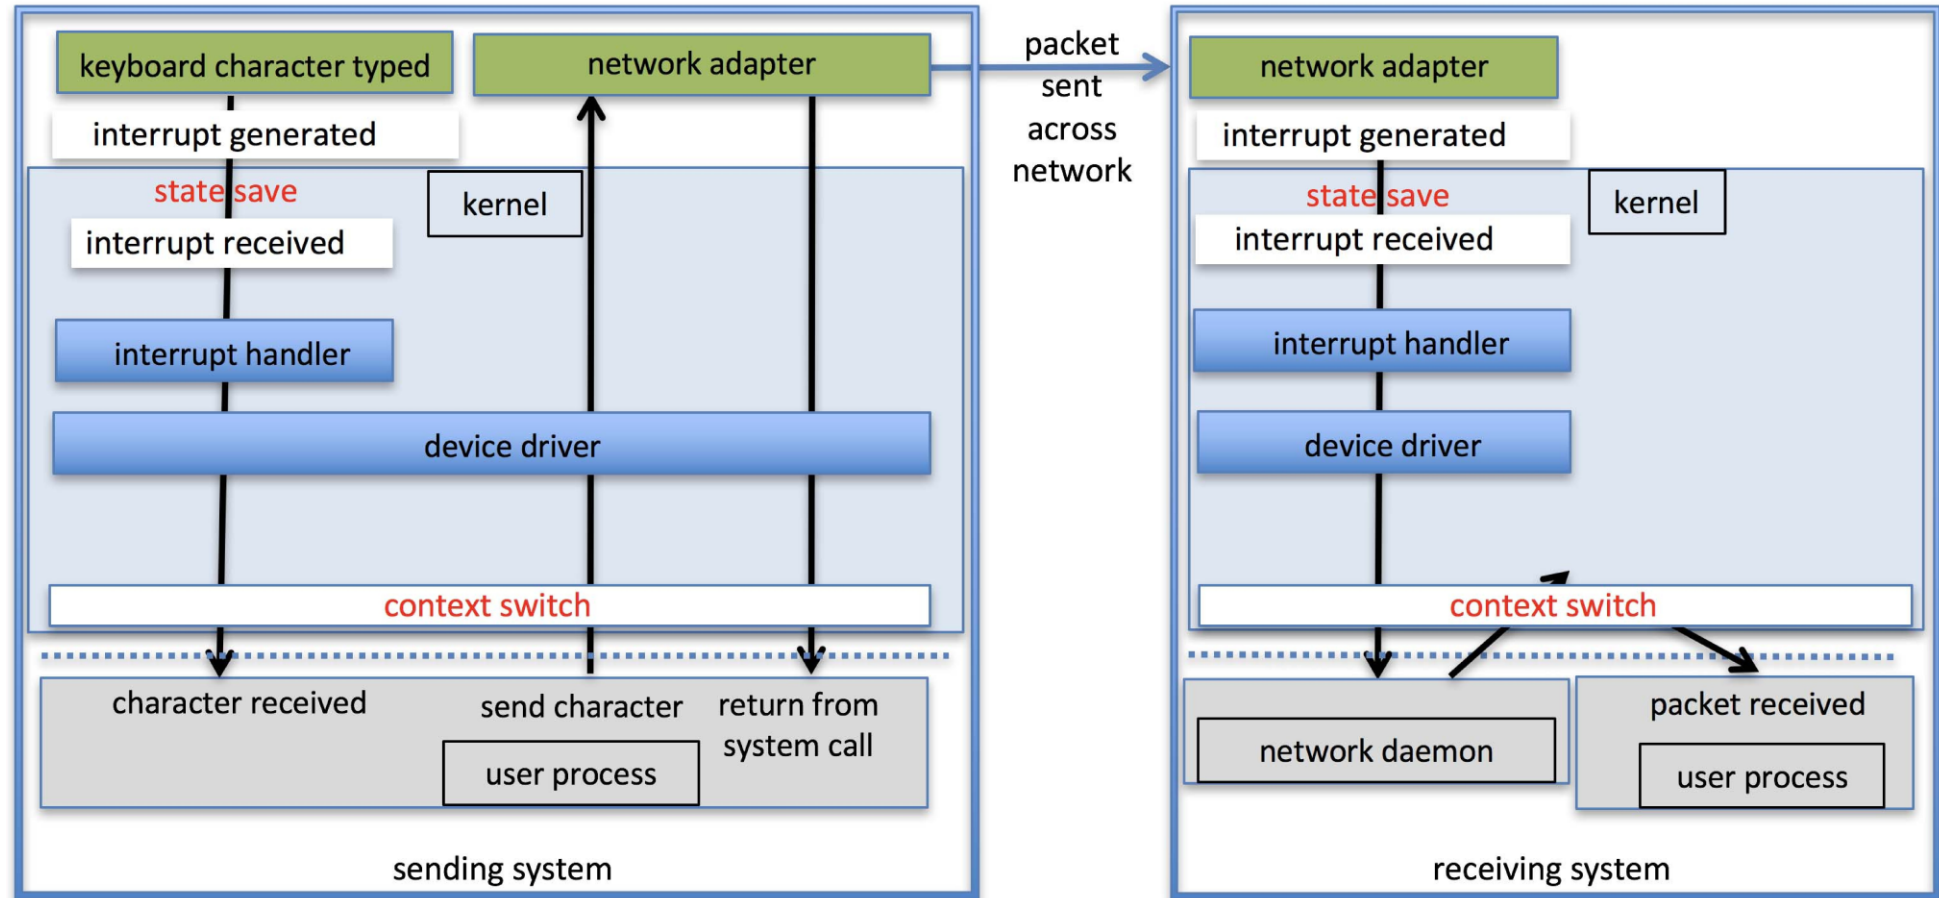 keyboard character typed
network adapter
interrupt generated
state save
kernel
interrupt received
interrupt handler
device driver
context switch
character received
send character
return from
system call
user process
sending system
packet
sent
across
network
network adapter
interrupt generated
state save
kernel
interrupt received
interrupt handler
device driver
context switch
network daemon
packet received
user process
receiving system